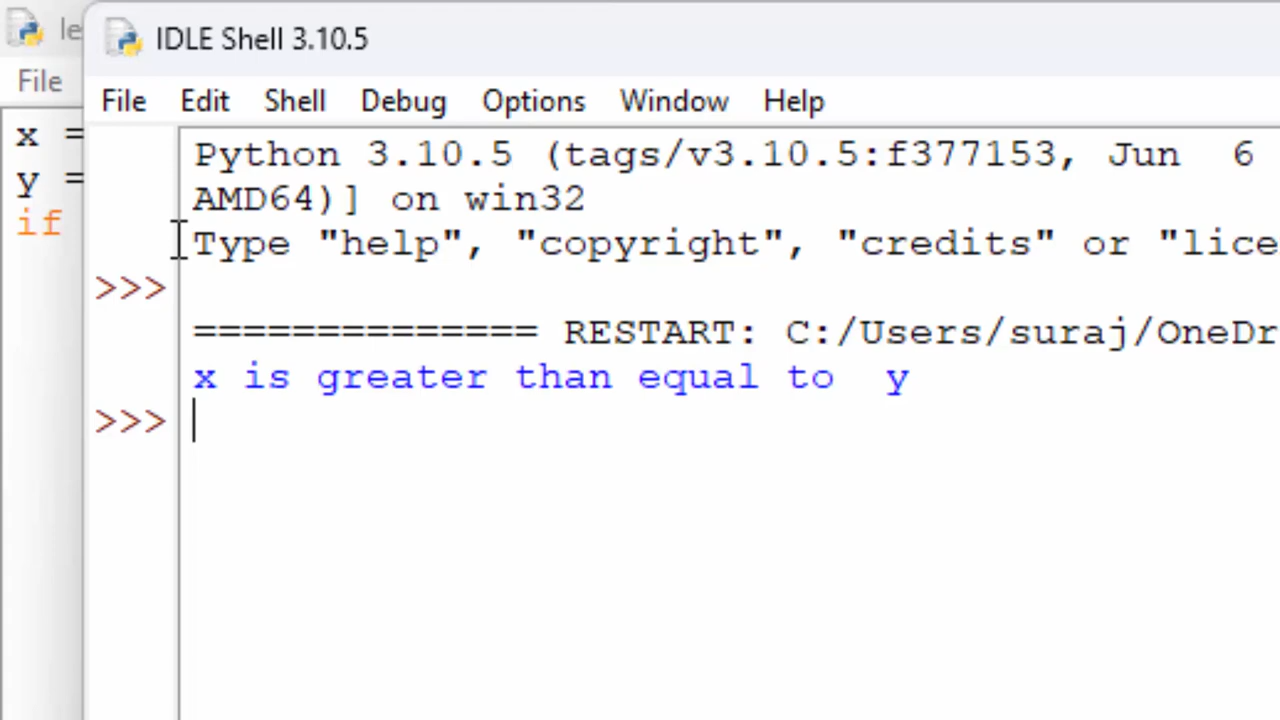 le
File
x =
y =
if
IDLE Shell 3.10.5
File Edit Shell Debug Options Window Help
Python 3.10.5 (tags/v3.10.5:f377153, Jun  6
AMD64)] on win32
Type "help", "copyright", "credits" or "lice
>>>
============== RESTART: C:/Users/suraj/OneDr
x is greater than equal to  y
>>>